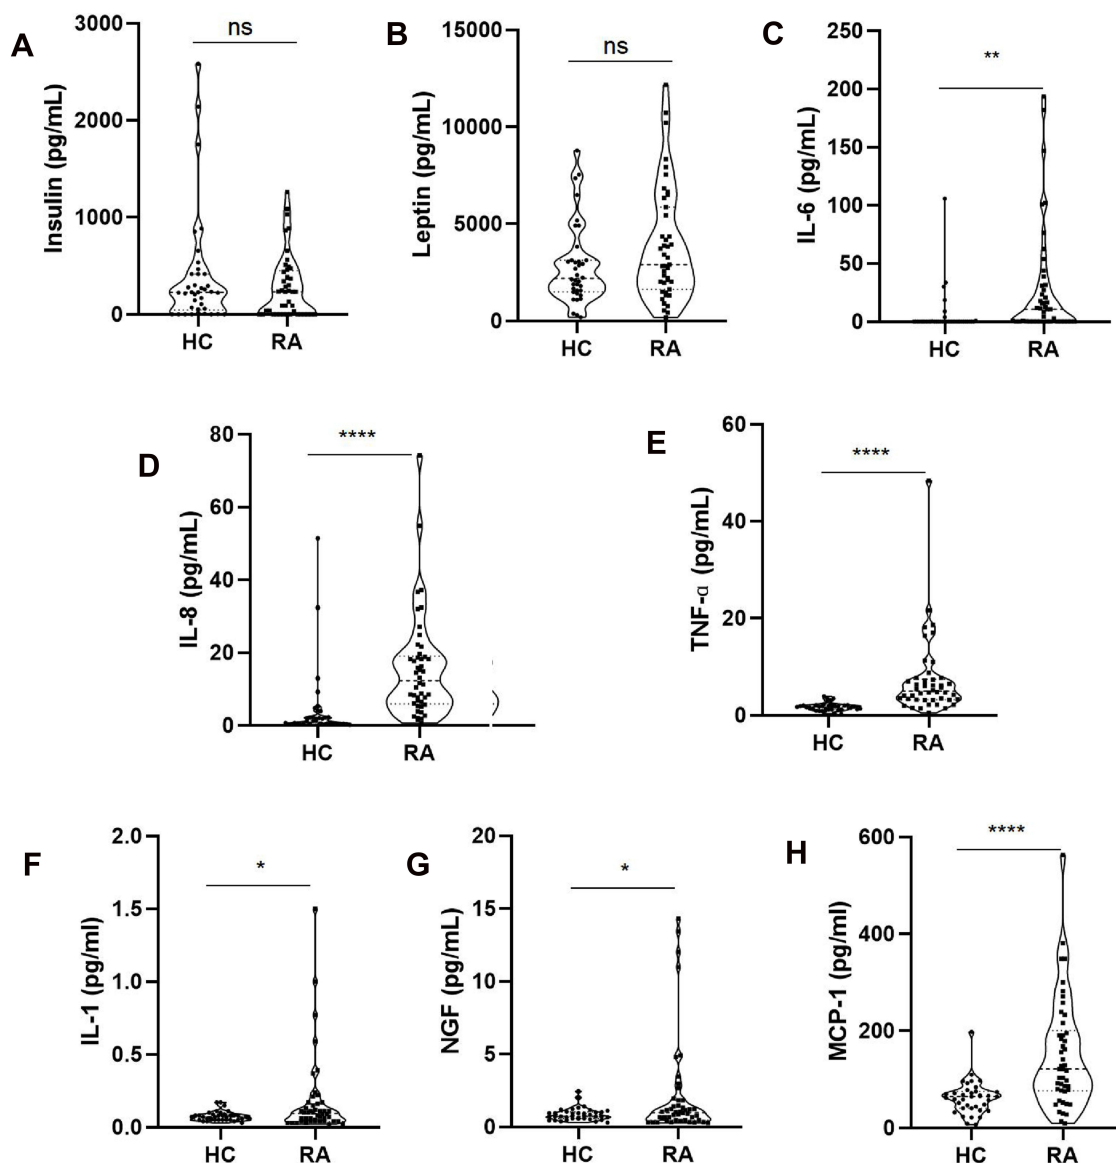 A
Insulin (pg/mL)
3000
2000
1000
0
ns
HC
RA
B
Leptin (pg/mL)
15000
10000
5000
0
ns
HC
RA
C
IL-6 (pg/mL)
250
200
150
100
50
0
**
HC
RA
D
IL-8 (pg/mL)
80
60
40
20
0
****
HC
RA
E
TNF-α (pg/mL)
60
40
20
0
****
HC
RA
F
IL-1 (pg/ml)
2.0
1.5
1.0
0.5
0.0
*
HC
RA
G
NGF (pg/mL)
20
15
10
5
0
*
HC
RA
H
MCP-1 (pg/ml)
600
400
200
0
****
HC
RA